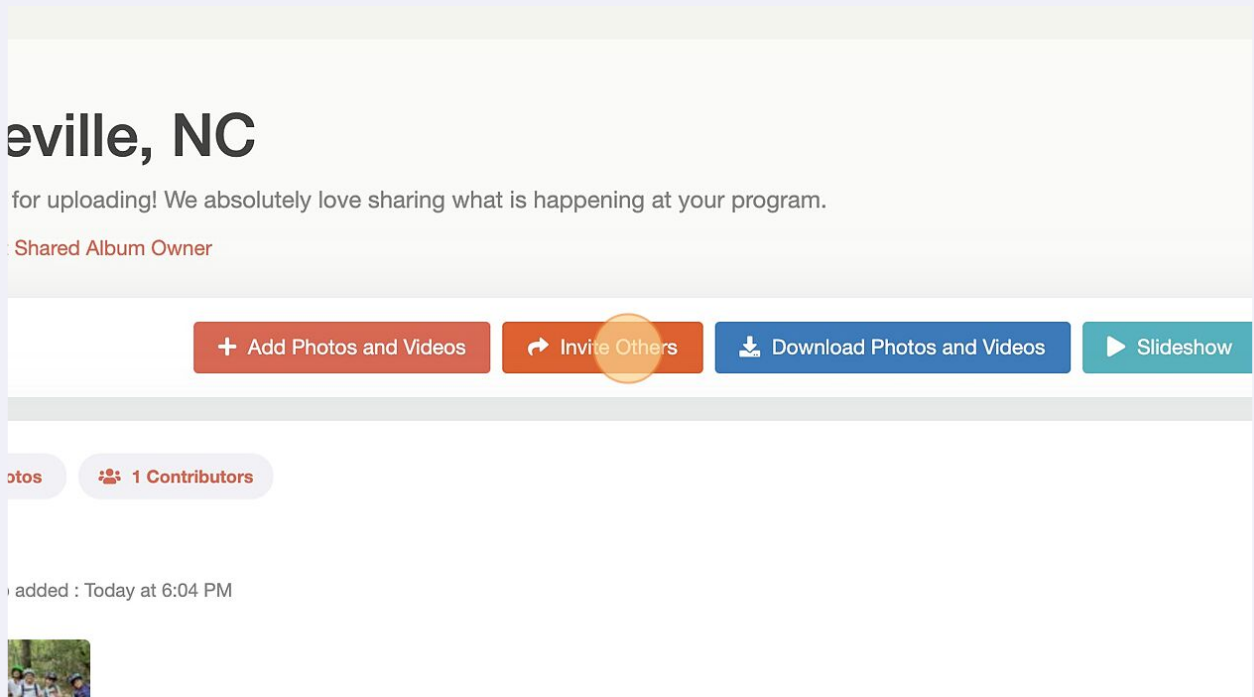 eville, NC
for uploading! We absolutely love sharing what is happening at your program.
Shared Album Owner
Add Photos and Videos
Invite Others
Download Photos and Videos
Slideshow
otos
1 Contributors
added : Today at 6:04 PM